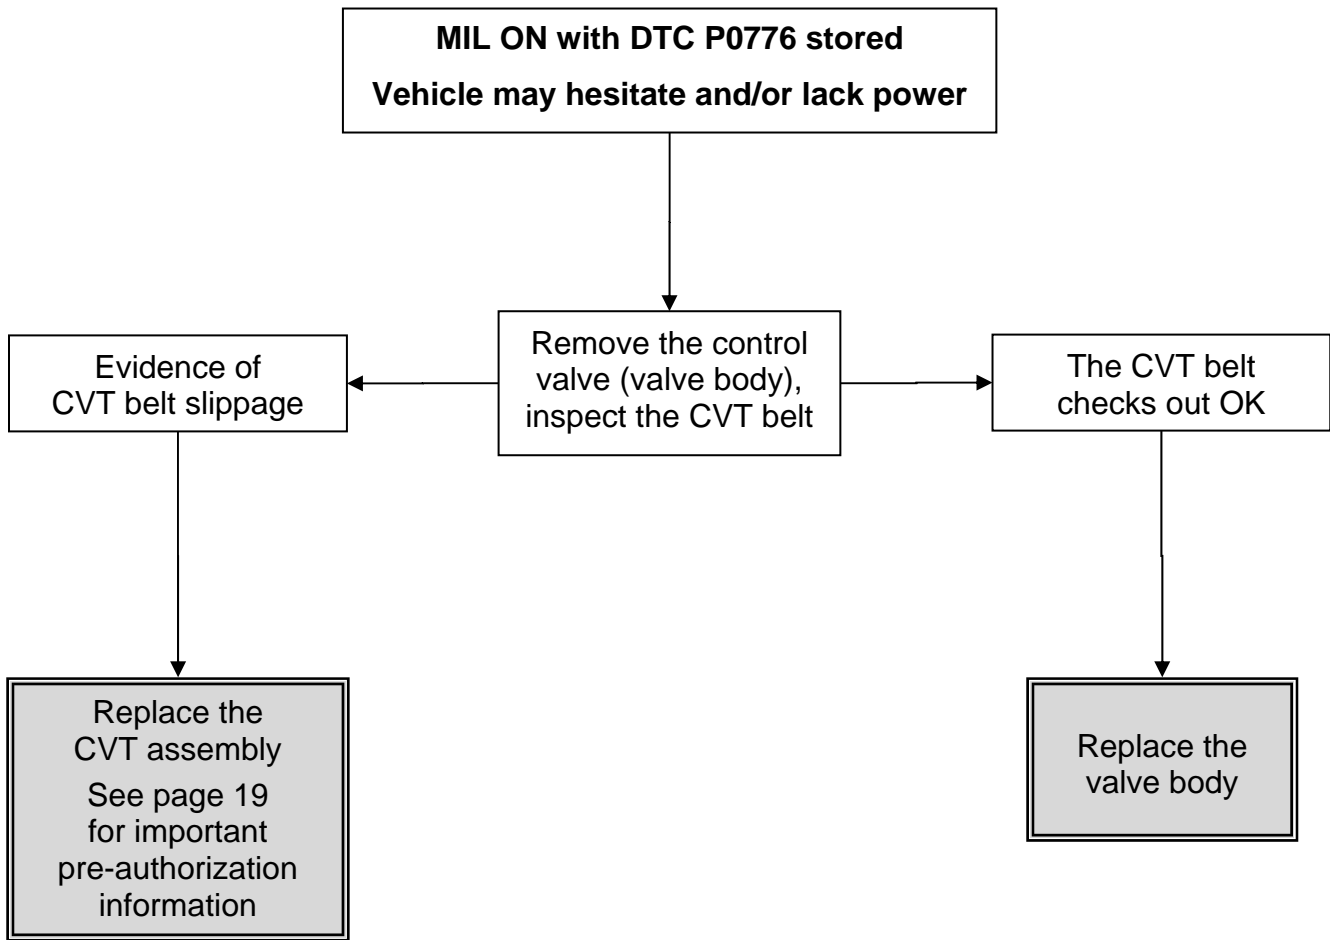 MIL ON with DTC P0776 stored
Vehicle may hesitate and/or lack power
Remove the control
valve (valve body),
inspect the CVT belt
Evidence of
CVT belt slippage
The CVT belt
checks out OK
Replace the
CVT assembly
See page 19
for important
pre-authorization
information
Replace the
valve body